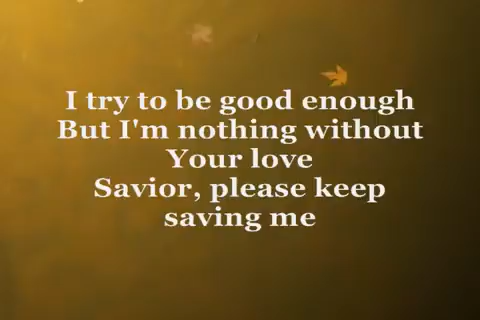 I try to be good enough
But I'm nothing without
Your love
Savior, please keep
saving me